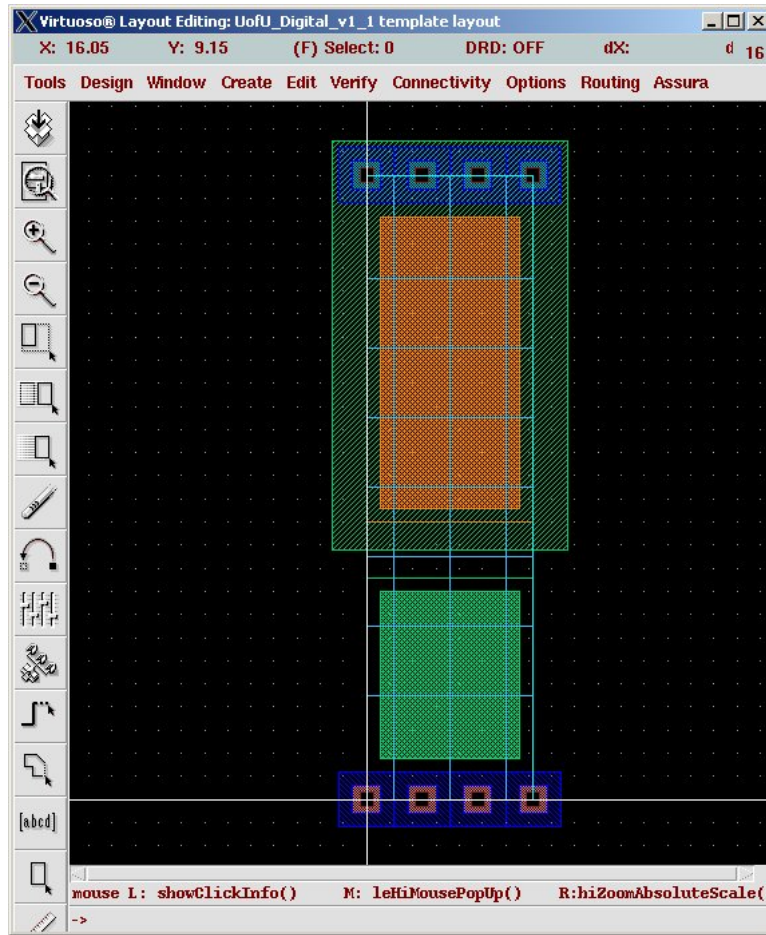 Virtuoso® Layout Editing: UofU_Digital_v1_1 template layout
X: 16.05 Y: 9.15 (F) Select: 0 DRD: OFF dX: d 16
Tools Design Window Create Edit Verify Connectivity Options Routing Assura
[abcd]
mouse L: showClickInfo() M: leHiMousePopUp() R:hiZoomAbsoluteScale(
->